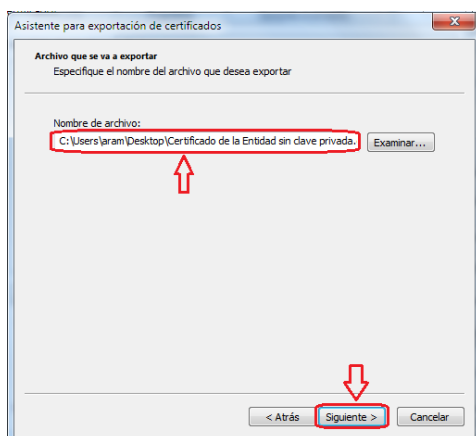 Asistente para exportación de certificados
Archivo que se va a exportar
Especifique el nombre del archivo que desea exportar
Nombre de archivo:
C:\Users\aram\Desktop\Certificado de la Entidad sin clave privada.
Examinar...
< Atrás
Siguiente >
Cancelar